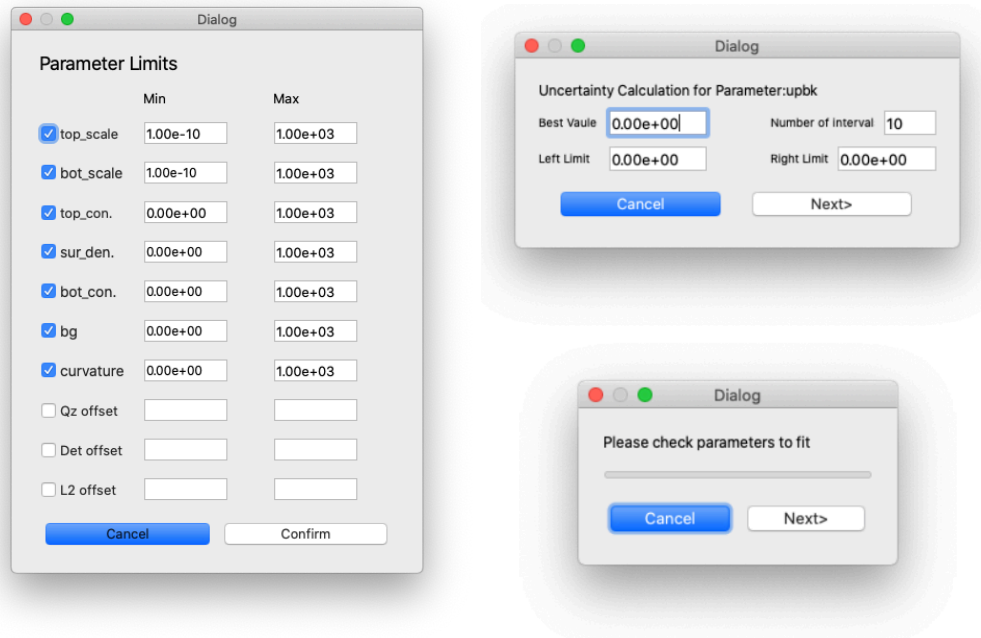 Dialog
Parameter Limits
Min Max
top_scale 1.00e-10 1.00e+03
bot_scale 1.00e-10 1.00e+03
top_con. 0.00e+00 1.00e+03
sur_den. 0.00e+00 1.00e+03
bot_con. 0.00e+00 1.00e+03
bg 0.00e+00 1.00e+03
curvature 0.00e+00 1.00e+03
Qz offset
Det offset
L2 offset
Cancel Confirm
Dialog
Uncertainty Calculation for Parameter:upbk
Best Vaule 0.00e+00 Number of interval 10
Left Limit 0.00e+00 Right Limit 0.00e+00
Cancel Next>
Dialog
Please check parameters to fit
Cancel Next>